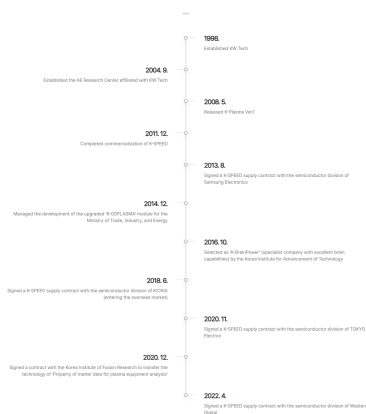 1998.
Established KW Tech
2004. 9.
Established the AE Research Center affiliated with KW Tech
2008. 5.
Released K-Plasma Ver.1
2011. 12.
Completed commercialization of K-SPEED
2013. 8.
Signed a K-SPEED supply contract with the semiconductor division of
Samsung Electronics
2014. 12.
Managed the development of the upgraded 'K-ODPLASMA' module for the
Ministry of Trade, Industry, and Energy
2016. 10.
Selected as "K-Brain Power" (specialist company with excellent brain
capabilities) by the Korea Institute for Advancement of Technology
2018. 6.
Signed a K-SPEED supply contract with the semiconductor division of KIOXIA
(entering the overseas market)
2020. 11.
Signed a K-SPEED supply contract with the semiconductor division of TOKYO
Electron
2020. 12.
Signed a contract with the Korea Institute of Fusion Research to transfer the
technology of 'Property of matter data for plasma equipment analysis'
2022. 4.
Signed a K-SPEED supply contract with the semiconductor division of Western
Digital